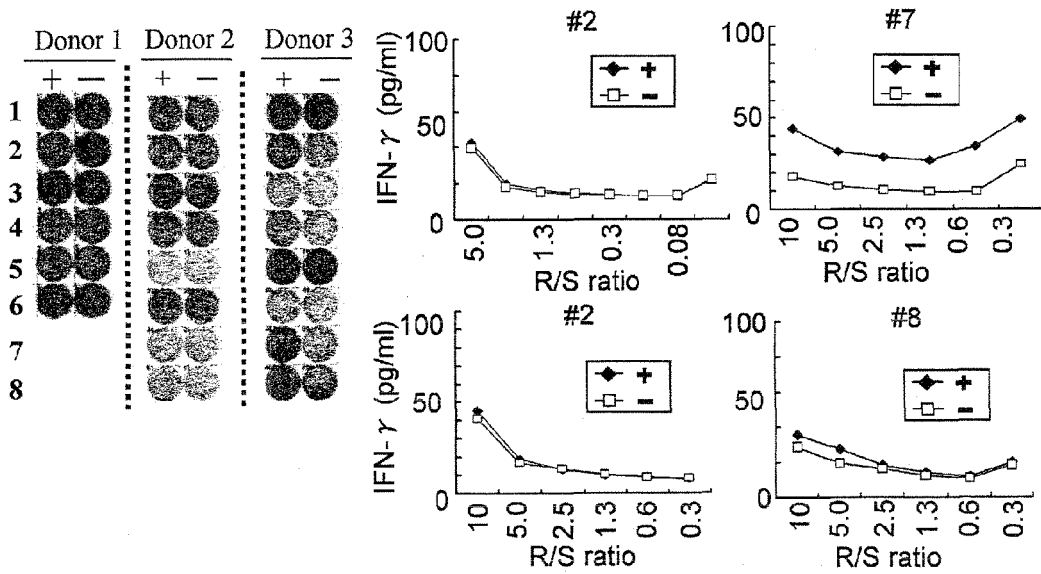 Donor 1 Donor 2 Donor 3
+ − + − + −
1
2
3
4
5
6
7
8
#2
IFN-γ (pg/ml)
100
50
0
+
−
5.0 1.3 0.3 0.08
R/S ratio
#7
100
50
0
+
−
10 5.0 2.5 1.3 0.6 0.3
R/S ratio
#2
IFN-γ (pg/ml)
100
50
0
+
−
10 5.0 2.5 1.3 0.6 0.3
R/S ratio
#8
100
50
0
+
−
10 5.0 2.5 1.3 0.6 0.3
R/S ratio